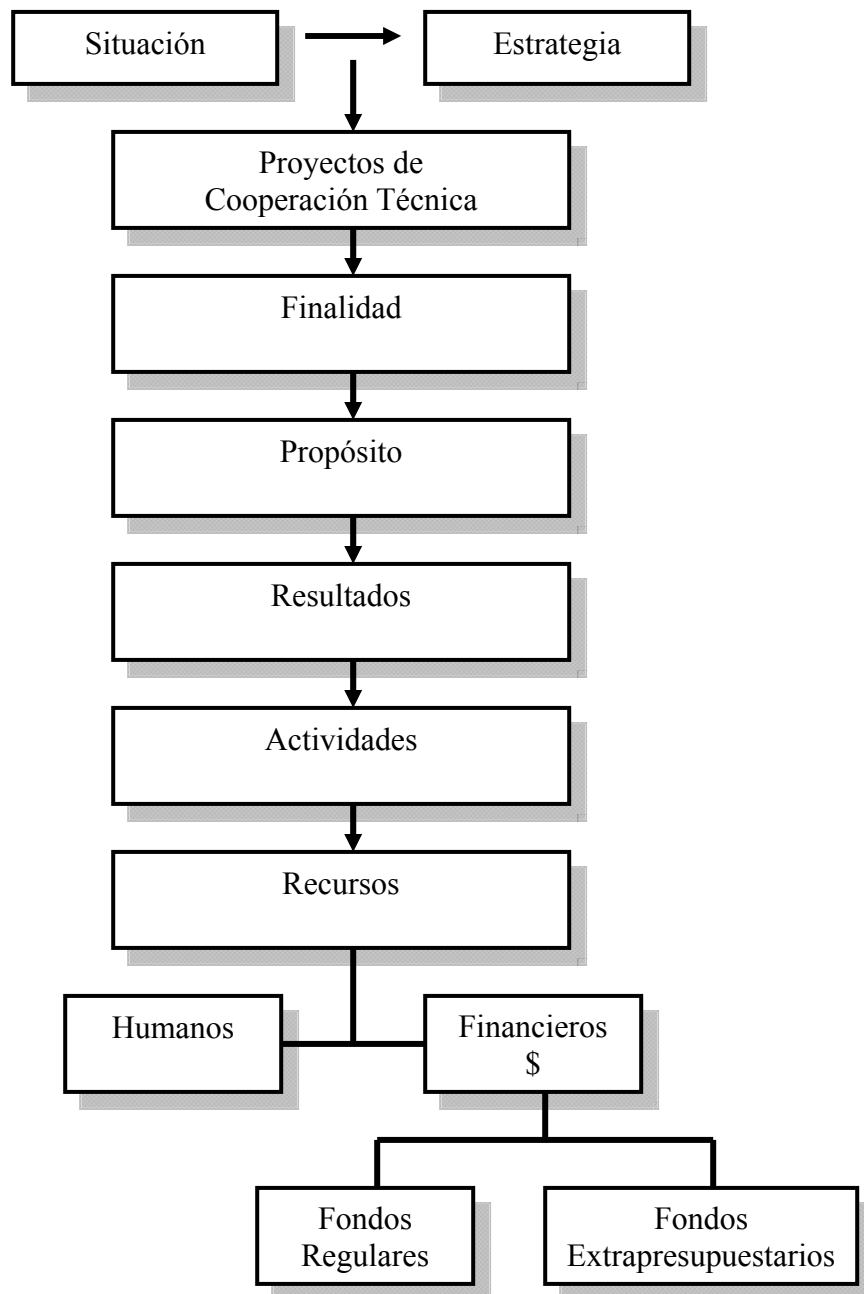 Situación
Estrategia
Proyectos de
Cooperación Técnica
Finalidad
Propósito
Resultados
Actividades
Recursos
Humanos
Financieros
$
Fondos
Regulares
Fondos
Extrapresupuestarios